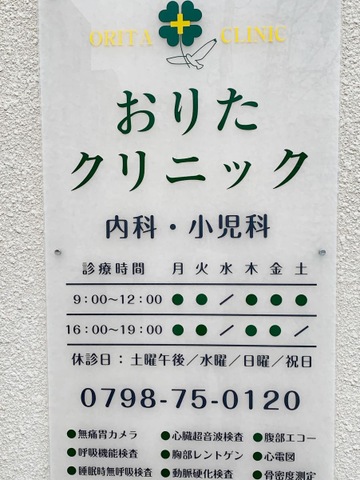 ORITA CLINIC
おりた
クリニック
内科・小児科
診療時間 月 火 水 木 金 土
9:00~12:00 ● ● / ● ● ●
16:00~19:00 ● ● / ● ● /
休診日：土曜午後／水曜／日曜／祝日
0798-75-0120
●無痛胃カメラ ●心臓超音波検査 ●腹部エコー
●呼吸機能検査 ●胸部レントゲン ●心電図
●睡眠時無呼吸検査 ●動脈硬化検査 ●骨密度測定